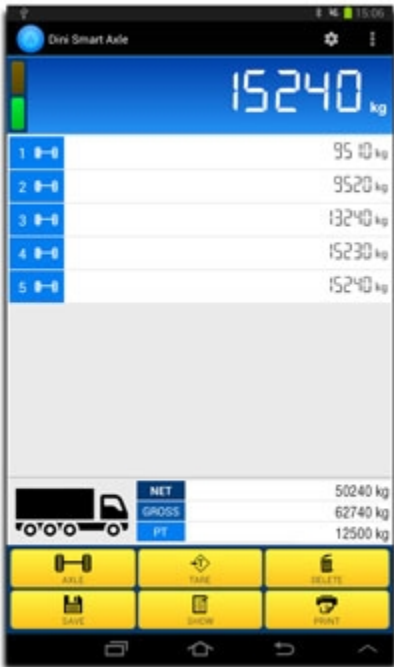 15:06
Dini Smart Axle
15240 kg
1 9510 kg
2 9520 kg
3 13240 kg
4 15230 kg
5 15240 kg
NET 50240 kg
GROSS 62740 kg
PT 12500 kg
AXLE TARE DELETE
SAVE SHOW PRINT